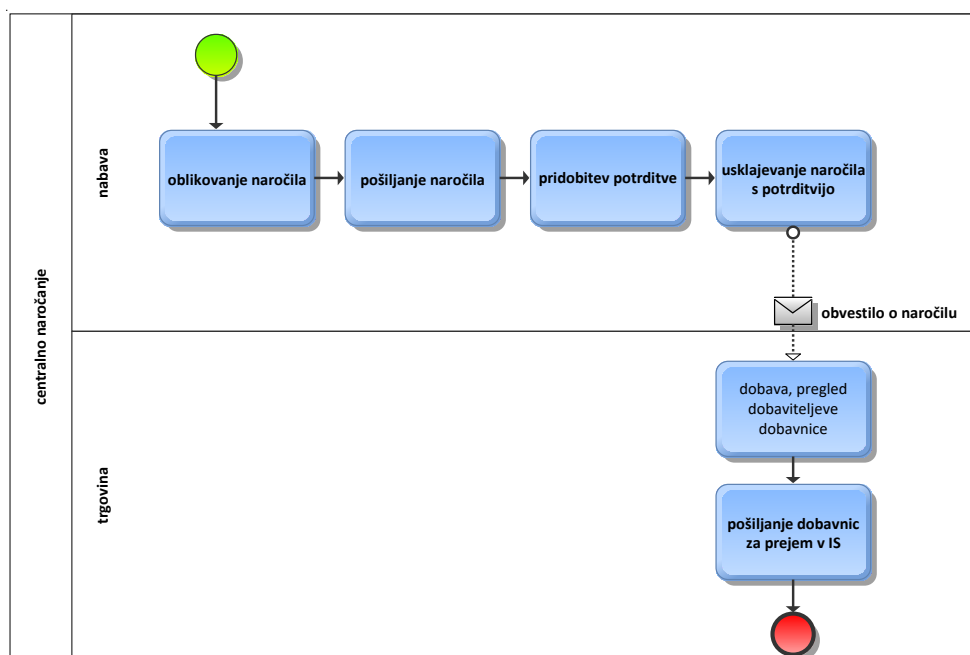 centralno naročanje
nabava
oblikovanje naročila
pošiljanje naročila
pridobitev potrditve
usklajevanje naročila
s potrditvijo
obvestilo o naročilu
trgovina
dobava, pregled
dobaviteljeve
dobavnice
pošiljanje dobavnic
za prejem v IS